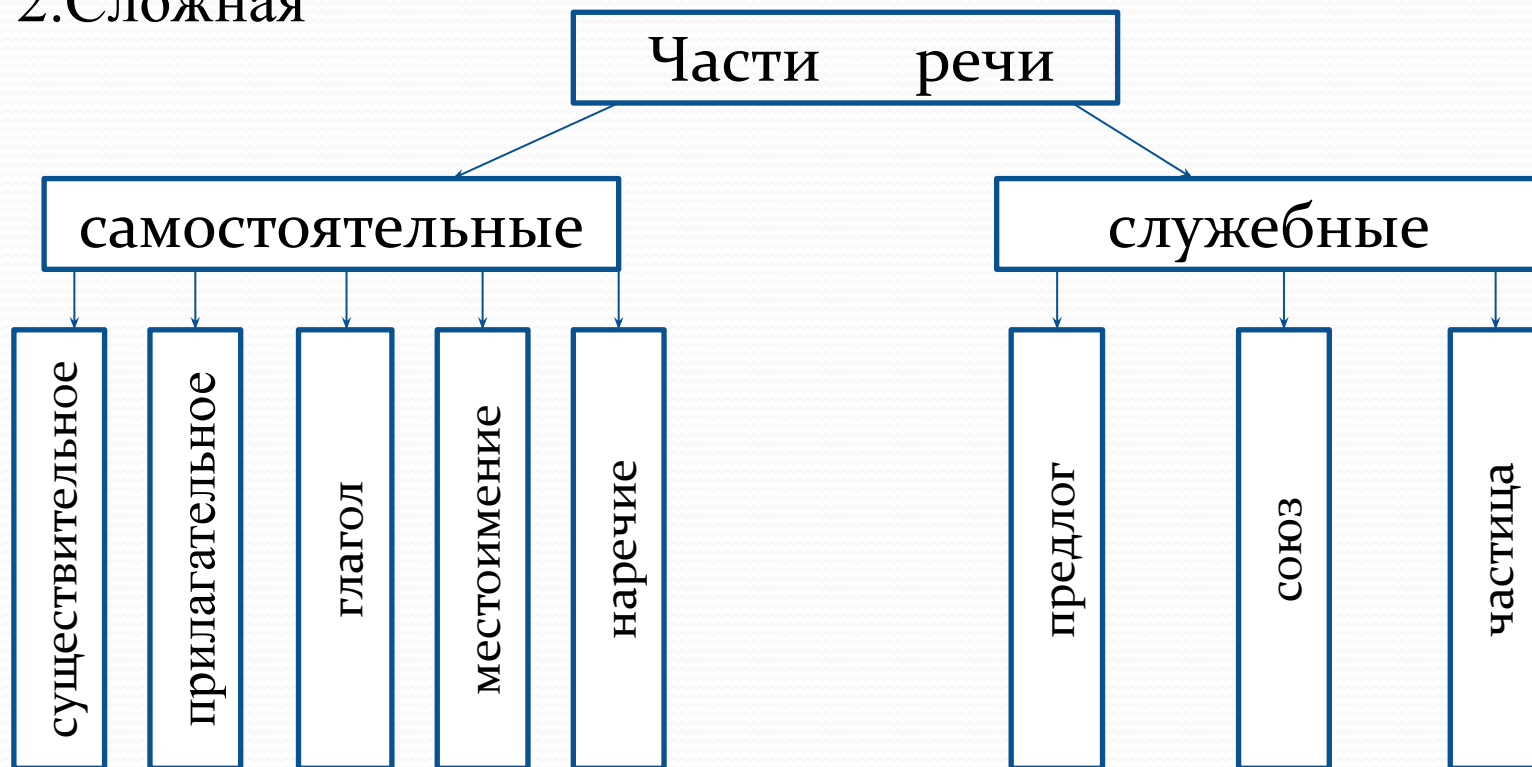 2.Сложная
Части речи
самостоятельные
служебные
существительное
прилагательное
глагол
местоимение
наречие
предлог
союз
частица